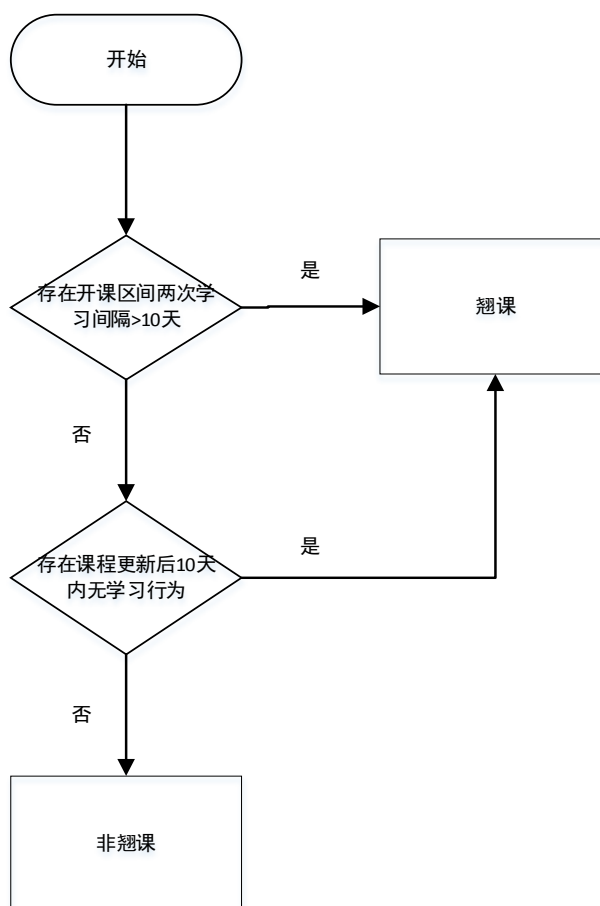 开始
存在开课区间两次学
习间隔>10天
是
翘课
否
存在课程更新后10天
内无学习行为
是
否
非翘课